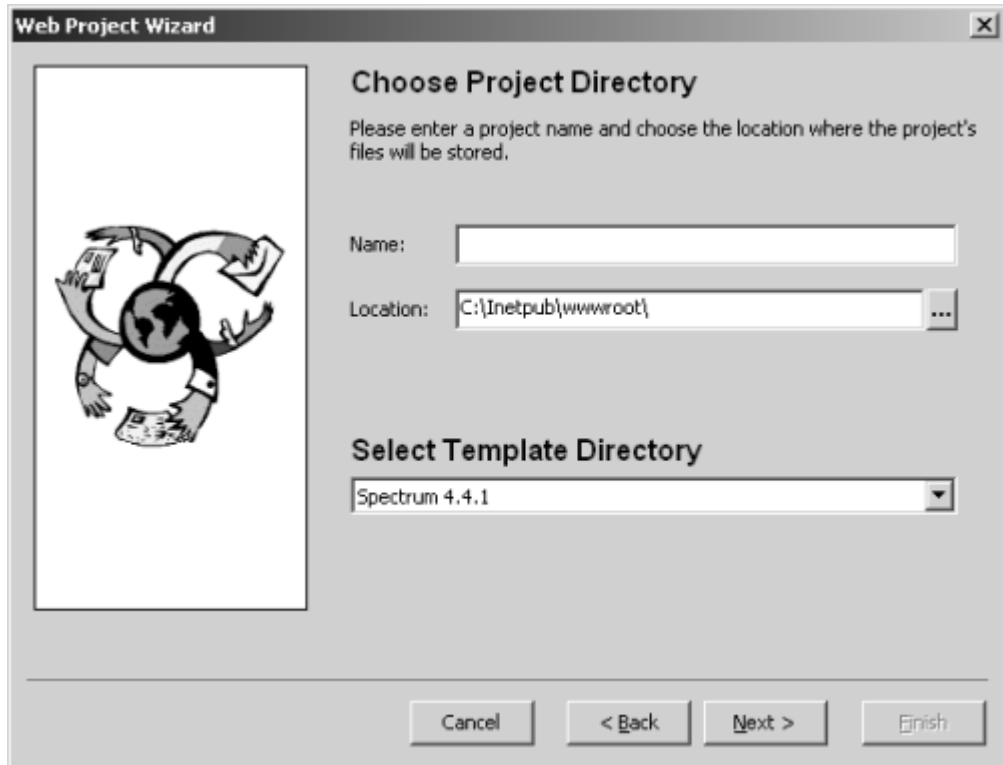 Web Project Wizard
Choose Project Directory
Please enter a project name and choose the location where the project's
files will be stored.
Name:
Location: C:\Inetpub\wwwroot\ ...
Select Template Directory
Spectrum 4.4.1
Cancel < Back Next > Finish